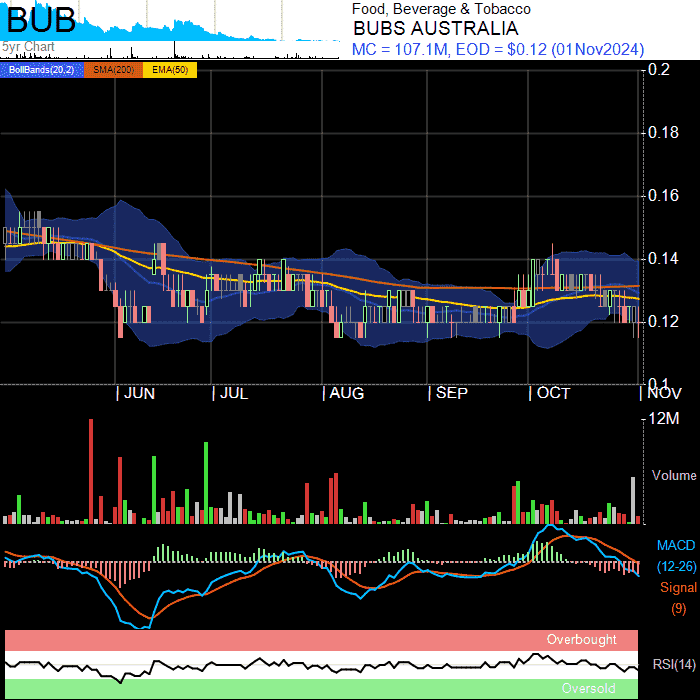 BUB
5yr Chart
Food, Beverage & Tobacco
BUBS AUSTRALIA
MC = 107.1M, EOD = $0.12 (01Nov2024)
BollBands(20,2) SMA(200) EMA(50)
0.2
0.18
0.16
0.14
0.12
0.1
JUN JUL AUG SEP OCT NOV
12M
Volume
MACD
(12-26)
Signal
(9)
Overbought
RSI(14)
Oversold